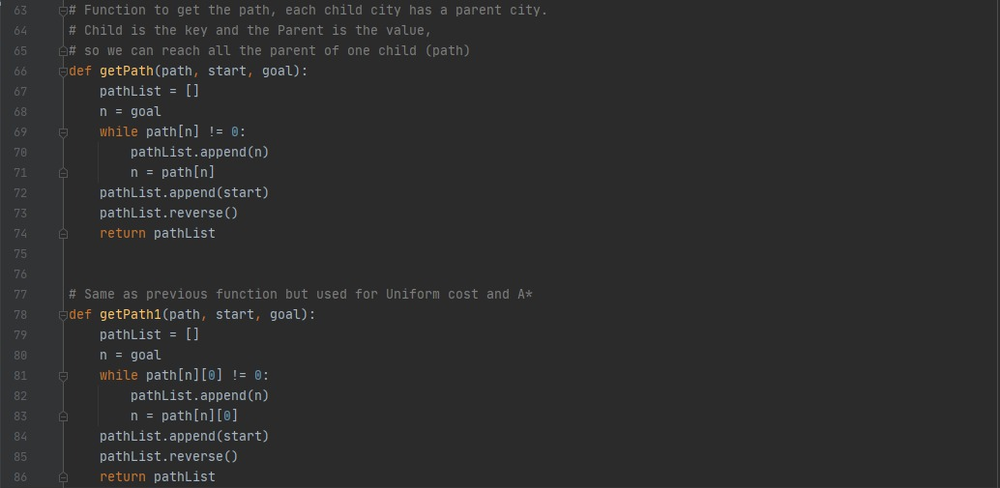 63 # Function to get the path, each child city has a parent city.
64 # Child is the key and the Parent is the value,
65 # so we can reach all the parent of one child (path)
66 def getPath(path, start, goal):
67     pathList = []
68     n = goal
69     while path[n] != 0:
70         pathList.append(n)
71         n = path[n]
72     pathList.append(start)
73     pathList.reverse()
74     return pathList
75
76
77 # Same as previous function but used for Uniform cost and A*
78 def getPath1(path, start, goal):
79     pathList = []
80     n = goal
81     while path[n][0] != 0:
82         pathList.append(n)
83         n = path[n][0]
84     pathList.append(start)
85     pathList.reverse()
86     return pathList